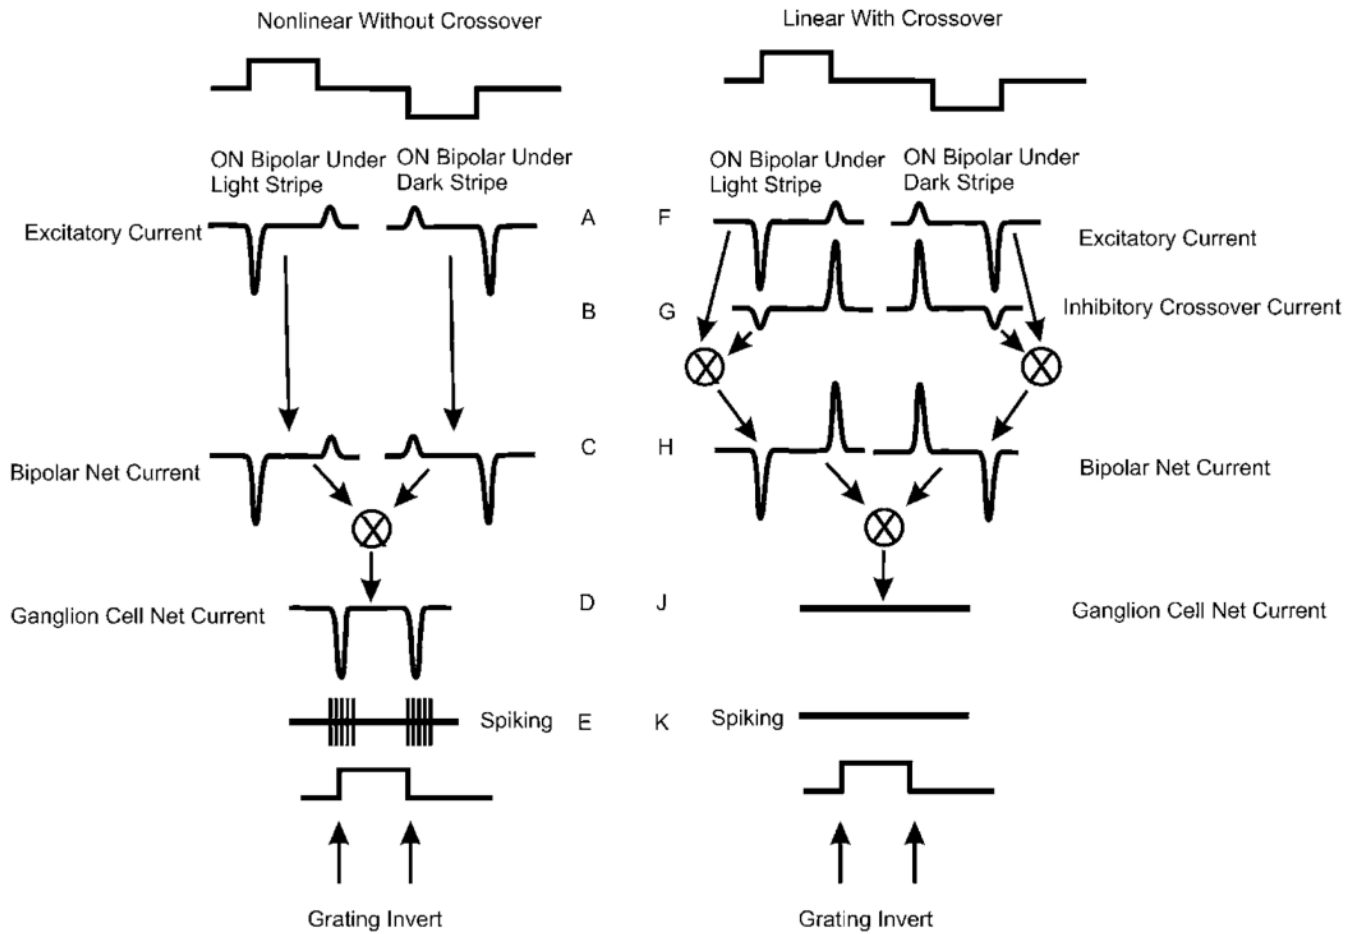 Nonlinear Without Crossover
Linear With Crossover
ON Bipolar Under
Light Stripe
ON Bipolar Under
Dark Stripe
ON Bipolar Under
Light Stripe
ON Bipolar Under
Dark Stripe
Excitatory Current
A
F
Excitatory Current
B
G
Inhibitory Crossover Current
Bipolar Net Current
C
H
Bipolar Net Current
Ganglion Cell Net Current
D
J
Ganglion Cell Net Current
Spiking
E
K
Spiking
Grating Invert
Grating Invert